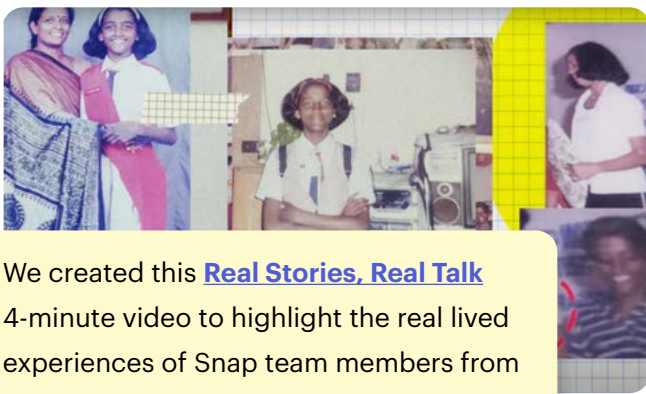 We created this Real Stories, Real Talk
4-minute video to highlight the real lived
experiences of Snap team members from